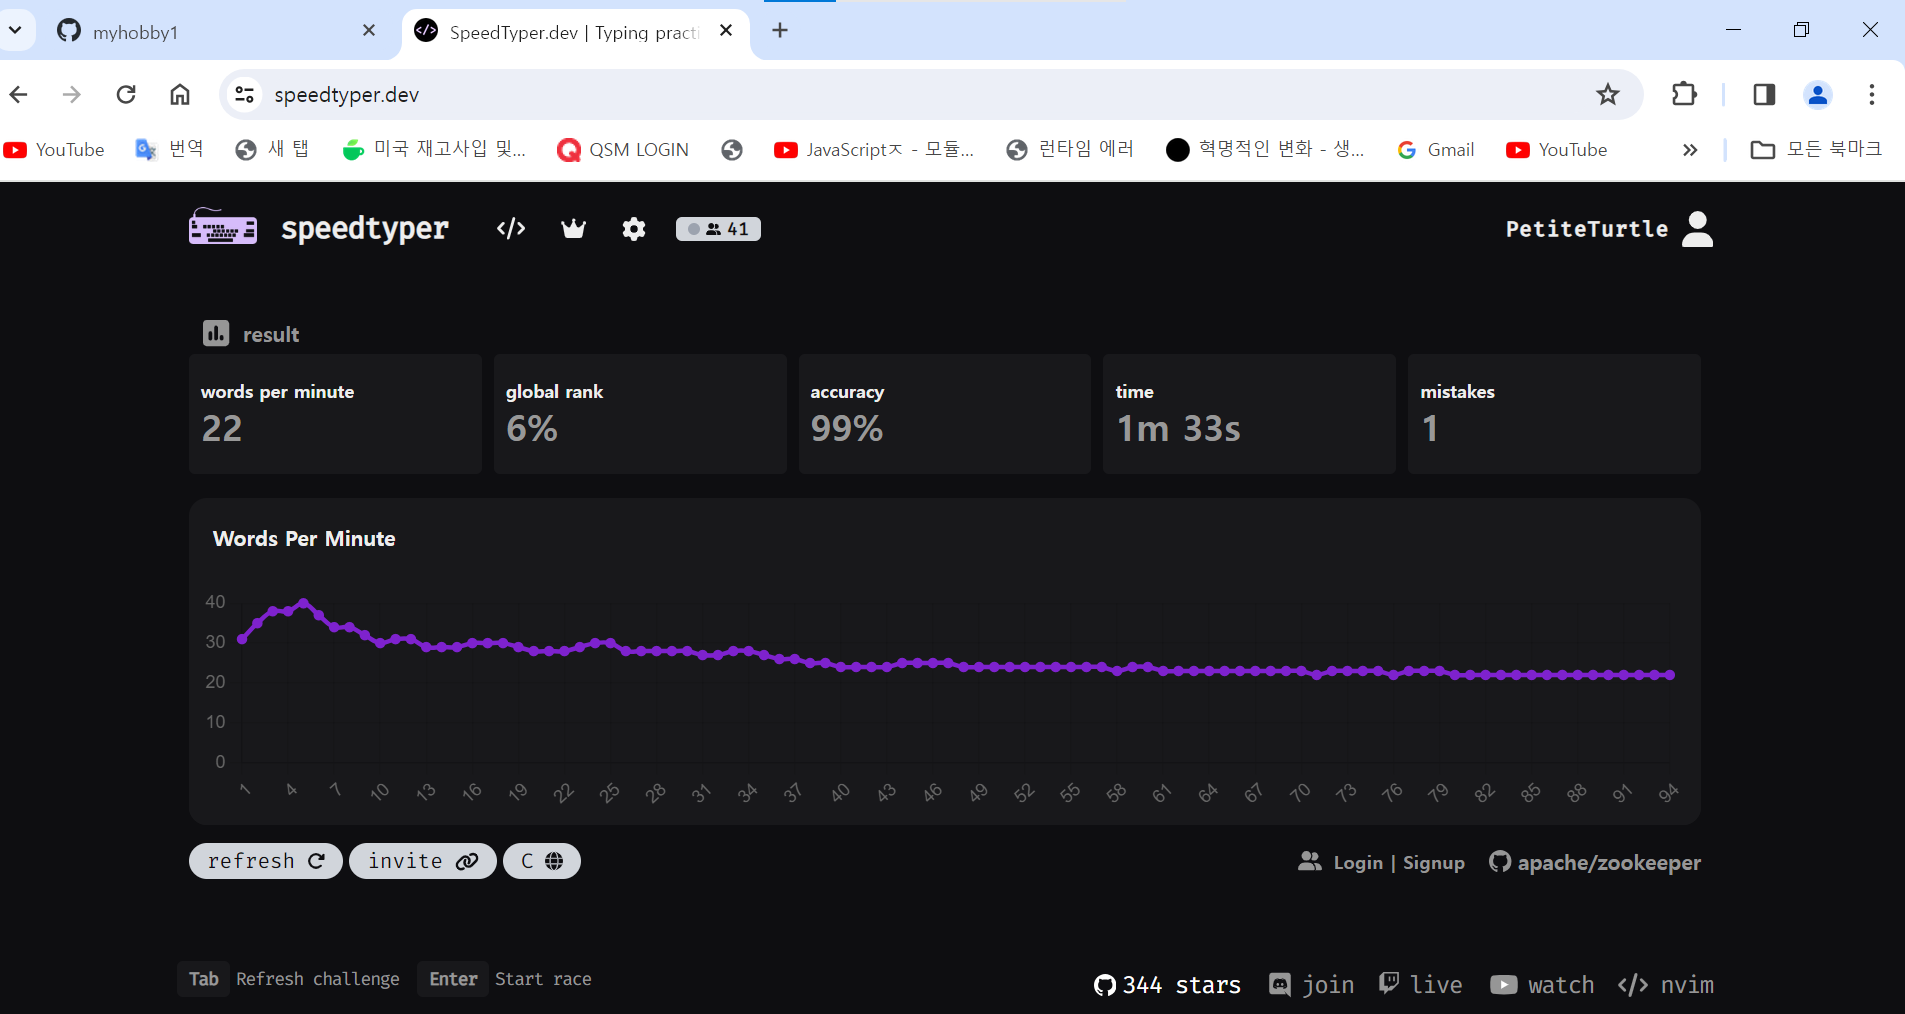 myhobby1
SpeedTyper.dev | Typing practi
speedtyper.dev
YouTube 번역 새 탭 미국 재고사입 및... QSM LOGIN JavaScriptㅈ - 모듈... 런타임 에러 혁명적인 변화 - 생... Gmail YouTube » 모든 북마크
speedtyper </> 41 PetiteTurtle
result
words per minute global rank accuracy time mistakes
22 6% 99% 1m 33s 1
Words Per Minute
40
30
20
10
0
1 4 7 10 13 16 19 22 25 28 31 34 37 40 43 46 49 52 55 58 61 64 67 70 73 76 79 82 85 88 91 94
refresh invite C Login | Signup apache/zookeeper
Tab Refresh challenge Enter Start race
344 stars join live watch </> nvim